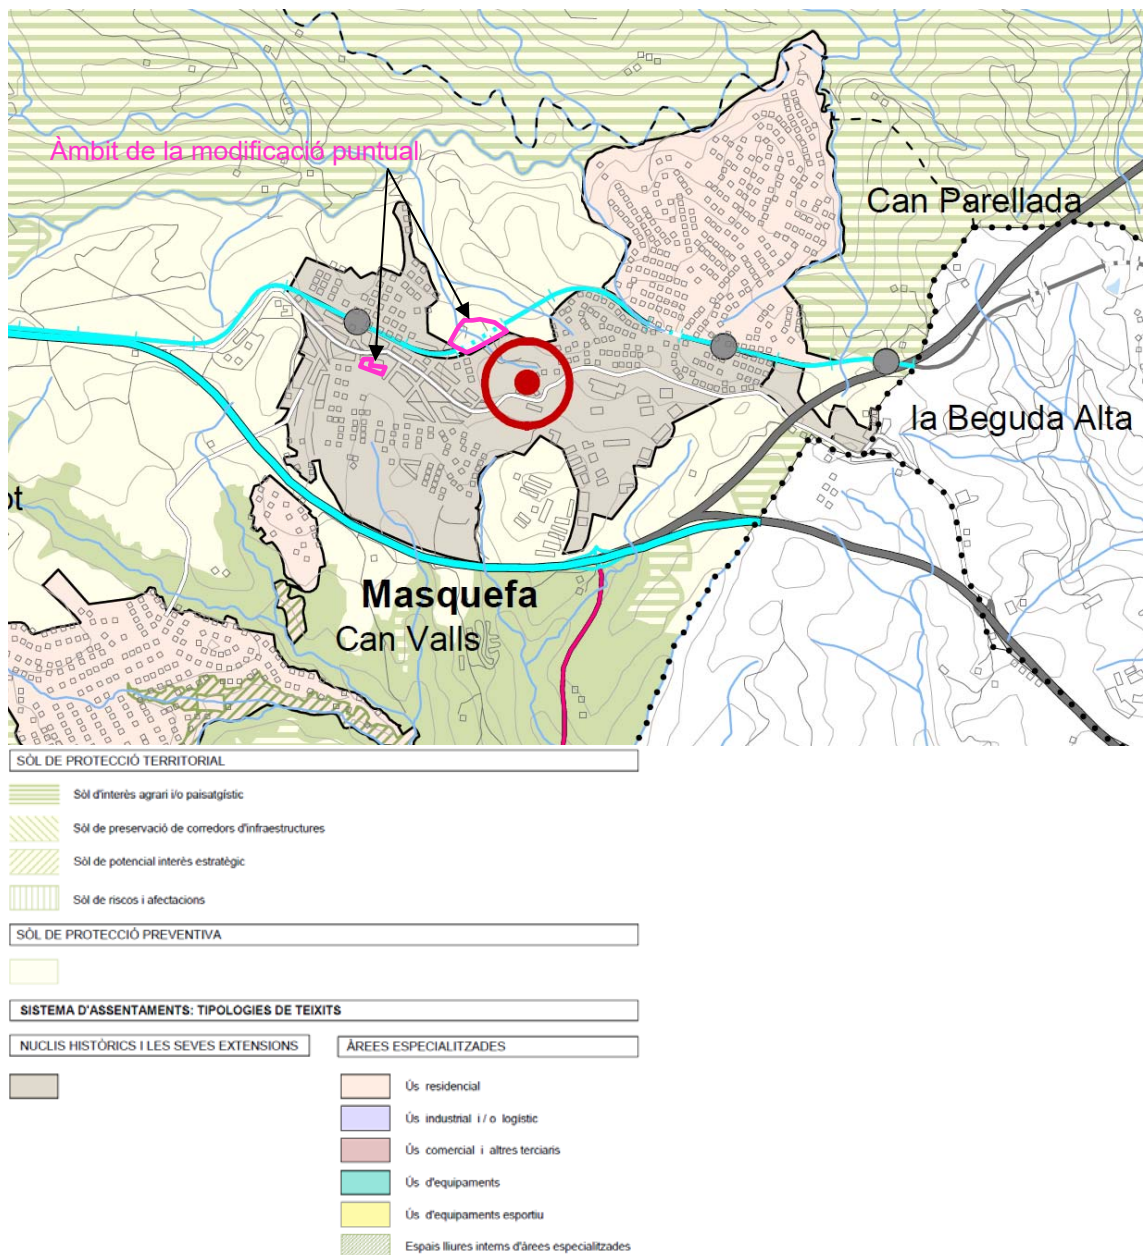 Àmbit de la modificació puntual
Can Parellada
la Beguda Alta
ot
Masquefa
Can Valls
SÒL DE PROTECCIÓ TERRITORIAL
Sòl d'interès agrari i/o paisatgístic
Sòl de preservació de corredors d'infraestructures
Sòl de potencial interès estratègic
Sòl de riscos i afectacions
SÒL DE PROTECCIÓ PREVENTIVA
SISTEMA D'ASSENTAMENTS: TIPOLOGIES DE TEIXITS
NUCLIS HISTÒRICS I LES SEVES EXTENSIONS
ÀREES ESPECIALITZADES
Ús residencial
Ús industrial i / o logístic
Ús comercial i altres terciaris
Ús d'equipaments
Ús d'equipaments esportiu
Espais lliures interns d'àrees especialitzades